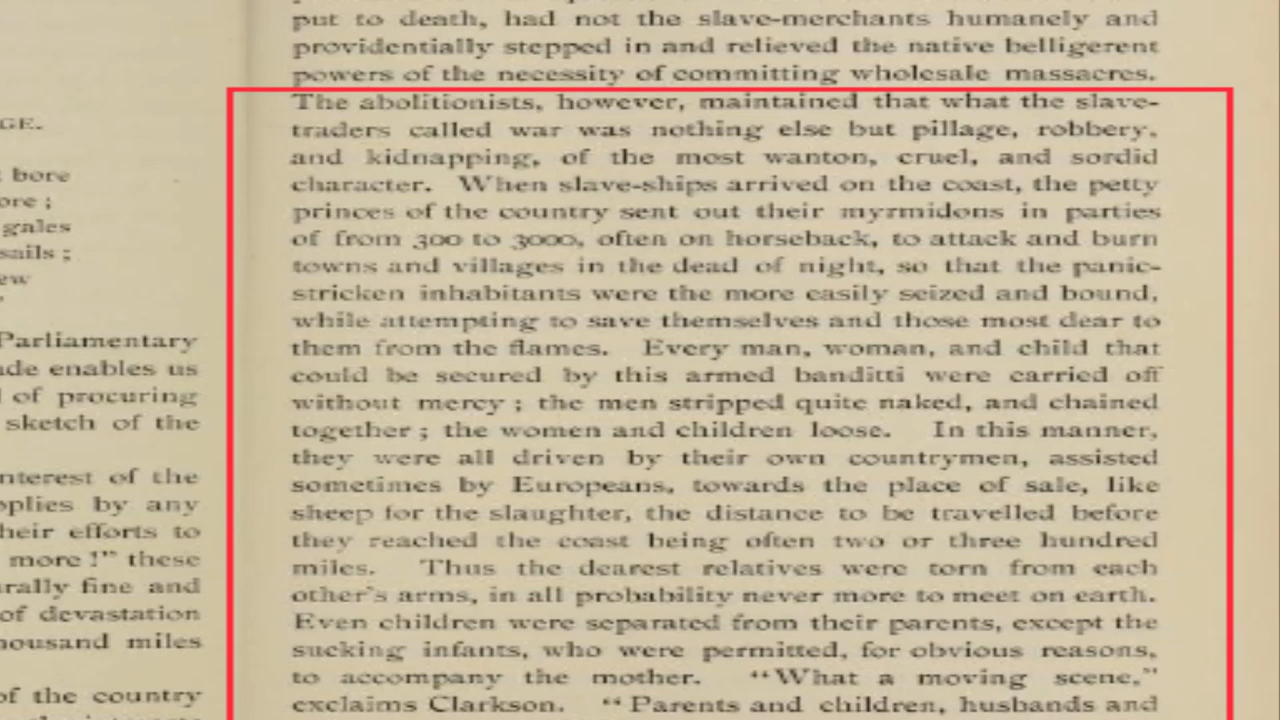 GE.
bore
ore ;
gales
sails ;
ew
Parliamentary
de enables us
of procuring
sketch of the
nterest of the
plies by any
heir efforts to
more !” these
rally fine and
of devastation
housand miles
of the country
put to death, had not the slave-merchants humanely and
providentially stepped in and relieved the native belligerent
powers of the necessity of committing wholesale massacres.
The abolitionists, however, maintained that what the slave-
traders called war was nothing else but pillage, robbery,
and kidnapping, of the most wanton, cruel, and sordid
character. When slave-ships arrived on the coast, the petty
princes of the country sent out their myrmidons in parties
of from 300 to 3000, often on horseback, to attack and burn
towns and villages in the dead of night, so that the panic-
stricken inhabitants were the more easily seized and bound,
while attempting to save themselves and those most dear to
them from the flames. Every man, woman, and child that
could be secured by this armed banditti were carried off
without mercy ; the men stripped quite naked, and chained
together ; the women and children loose. In this manner,
they were all driven by their own countrymen, assisted
sometimes by Europeans, towards the place of sale, like
sheep for the slaughter, the distance to be travelled before
they reached the coast being often two or three hundred
miles. Thus the dearest relatives were torn from each
other's arms, in all probability never more to meet on earth.
Even children were separated from their parents, except the
sucking infants, who were permitted, for obvious reasons,
to accompany the mother. “What a moving scene,”
exclaims Clarkson. “Parents and children, husbands and